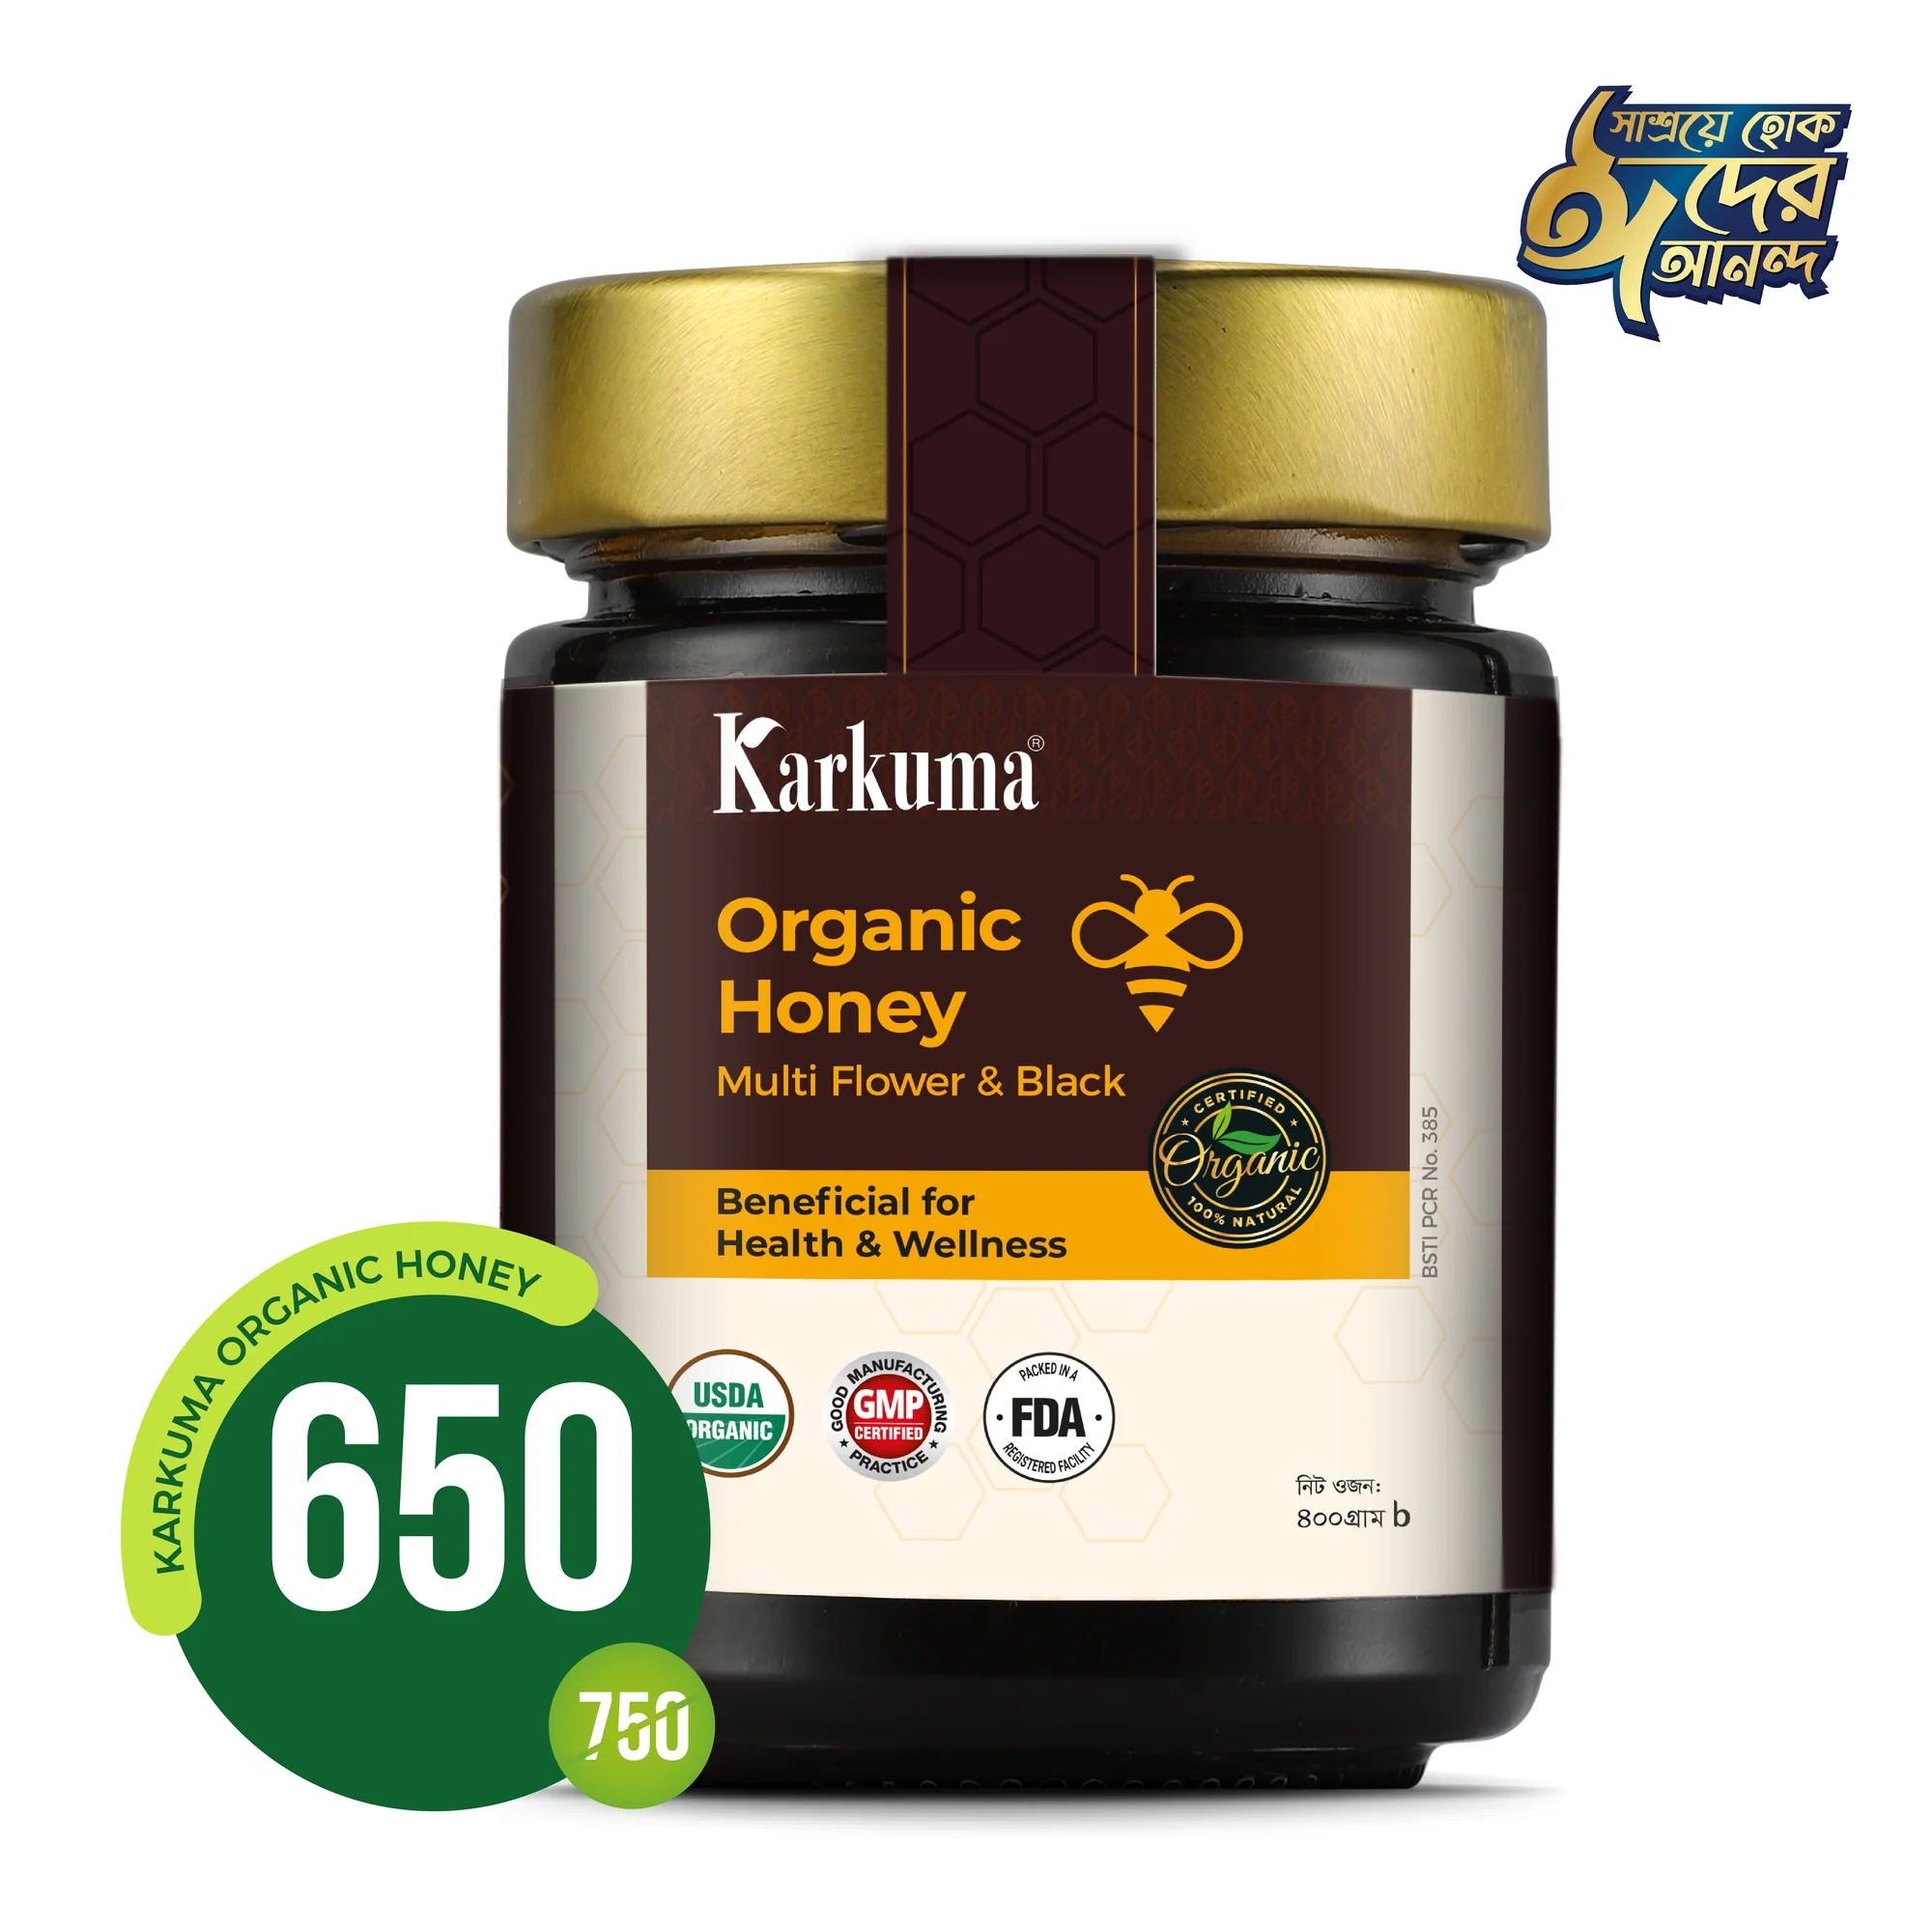 সাশ্রয়ে হোক
ঈদের
আনন্দ
Karkuma®
Organic
Honey
Multi Flower & Black
CERTIFIED
Organic
100% NATURAL
Beneficial for
Health & Wellness
BSTI PCR No. 385
KARKUMA ORGANIC HONEY
650
750
USDA
ORGANIC
GOOD MANUFACTURING
GMP
CERTIFIED
PRACTICE
PACKED IN A
FDA
REGISTERED FACILITY
নিট ওজন:
৪০০গ্রাম b